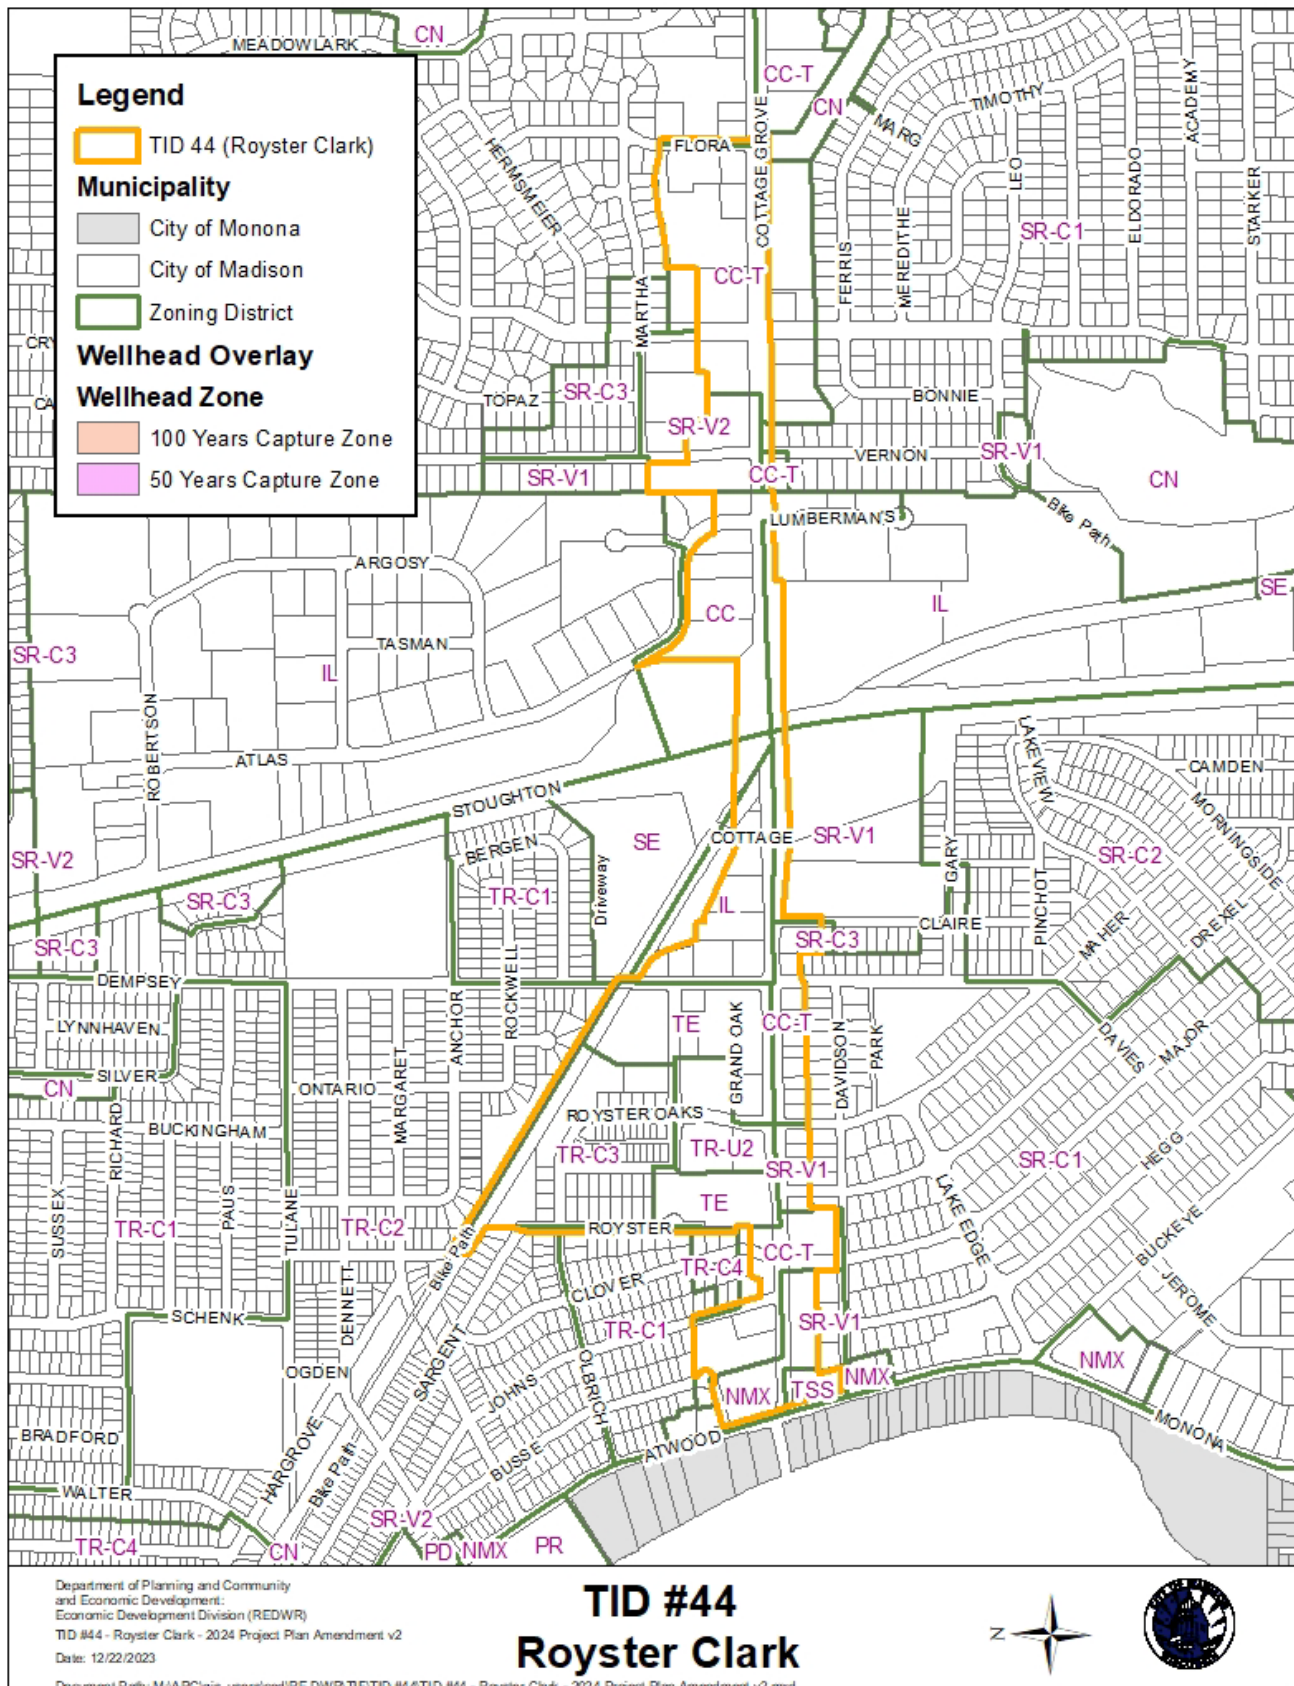 MEADOWLARK
CN
CC-T
Legend
TID 44 (Royster Clark)
Municipality
City of Monona
City of Madison
Zoning District
Wellhead Overlay
Wellhead Zone
100 Years Capture Zone
50 Years Capture Zone
COTTAGE GROVE
CN
MARG
TIMOTHY
ACADEMY
FLORA
HERMSMEIER
LEO
ELDORADO
STARKER
SR-C1
MEREDITHE
FERRIS
CC-T
MARTHA
CRY
CA
TOPAZ
SR-C3
BONNIE
SR-V2
VERNON
SR-V1
SR-V1
CC-T
CN
LUMBERMAN'S
Bike Path
ARGOSY
SE
IL
CC
TASMAN
SR-C3
IL
ROBERTSON
ATLAS
STOUGHTON
LAKEVIEW
CAMDEN
MORNINGSIDE
BERGEN
SE
COTTAGE
SR-V1
GARY
SR-C2
SR-V2
Driveway
TR-C1
SR-C3
IL
PINCHOT
MAHER
DREXEL
CLAIRE
SR-C3
SR-C3
DEMPSEY
ROCKWELL
LYNNHAVEN
ANCHOR
TE
GRAND OAK
CC-T
DAVIDSON
PARK
DAVIES
MAJOR
SILVER
CN
ONTARIO
MARGARET
RICHARD
BUCKINGHAM
ROYSTER OAKS
TR-C3
TR-U2
SR-V1
SR-C1
HEGG
SUSSEX
TR-C1
PAUS
TULANE
TR-C2
TE
ROYSTER
LAKE EDGE
BUCKEYE
Bike Path
CC-T
TR-C4
CLOVER
JEROME
SCHENK
DENNETT
SARGENT
TR-C1
SR-V1
OGDEN
OLBRICH
NMX
JOHNS
NMX
TSS
NMX
BRADFORD
HARGROVE
BUSSE
ATWOOD
MONONA
Bike Path
WALTER
SR-V2
TR-C4
CN
PD
NMX
PR
Department of Planning and Community
and Economic Development:
Economic Development Division (REDWR)
TID #44 - Royster Clark - 2024 Project Plan Amendment v2
Date: 12/22/2023
TID #44
Royster Clark
N